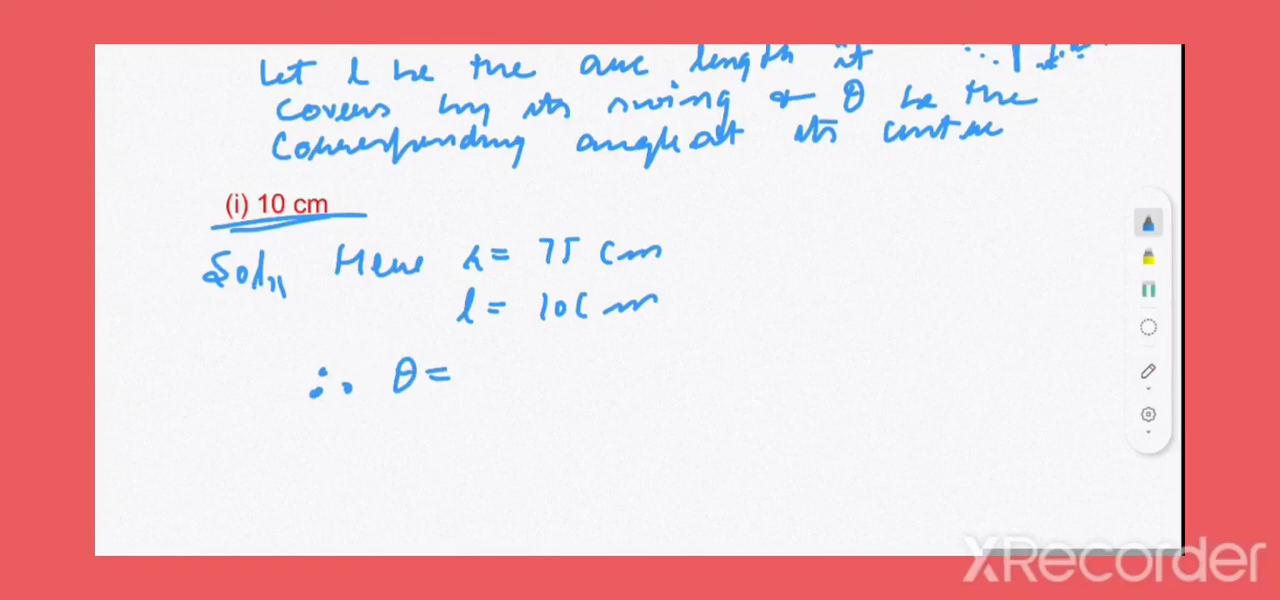 Let l be the arc length it
covers by its swing & θ be the
corresponding angle at its centre
(i) 10 cm
Soln Here r = 75 cm
l = 10 cm
∴ θ =
XRecorder